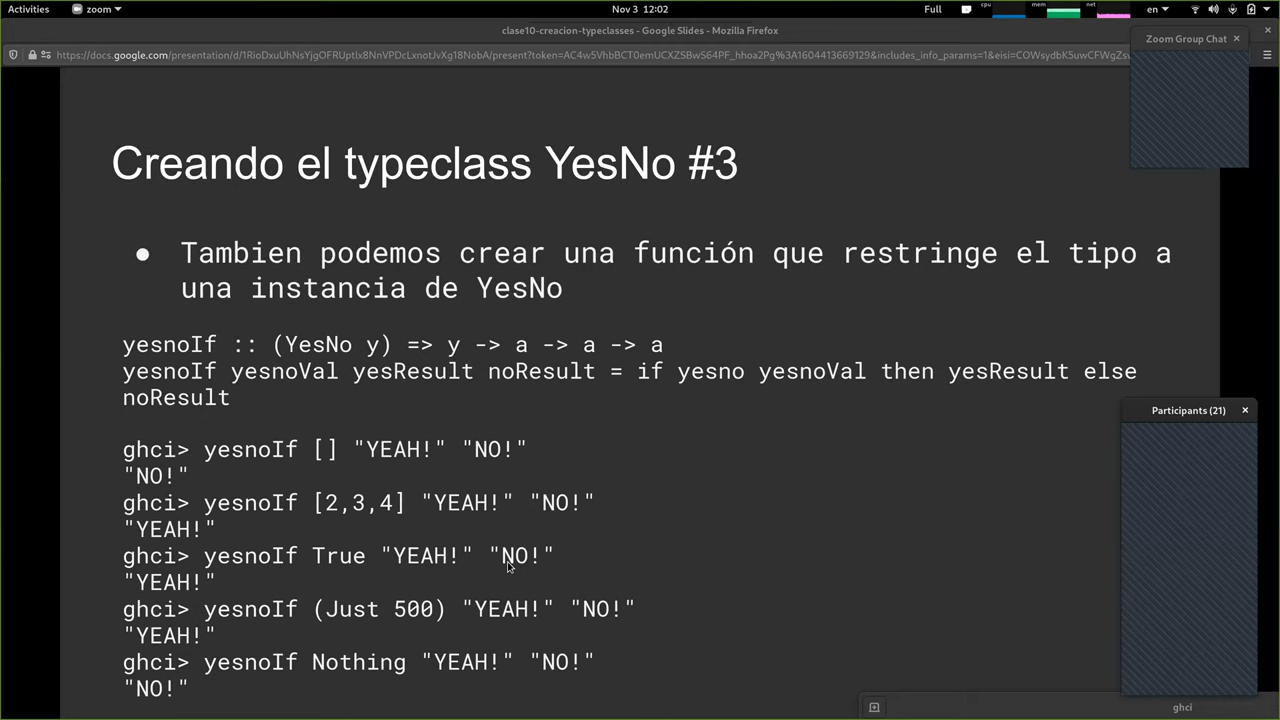 Activities zoom Nov 3 12:02 Full cpu mem net en
clase10-creacion-typeclasses - Google Slides - Mozilla Firefox
Zoom Group Chat
Creando el typeclass YesNo #3
● Tambien podemos crear una función que restringe el tipo a
una instancia de YesNo
yesnoIf :: (YesNo y) => y -> a -> a -> a
yesnoIf yesnoVal yesResult noResult = if yesno yesnoVal then yesResult else
noResult
Participants (21)
ghci> yesnoIf [] "YEAH!" "NO!"
"NO!"
ghci> yesnoIf [2,3,4] "YEAH!" "NO!"
"YEAH!"
ghci> yesnoIf True "YEAH!" "NO!"
"YEAH!"
ghci> yesnoIf (Just 500) "YEAH!" "NO!"
"YEAH!"
ghci> yesnoIf Nothing "YEAH!" "NO!"
"NO!"
ghci